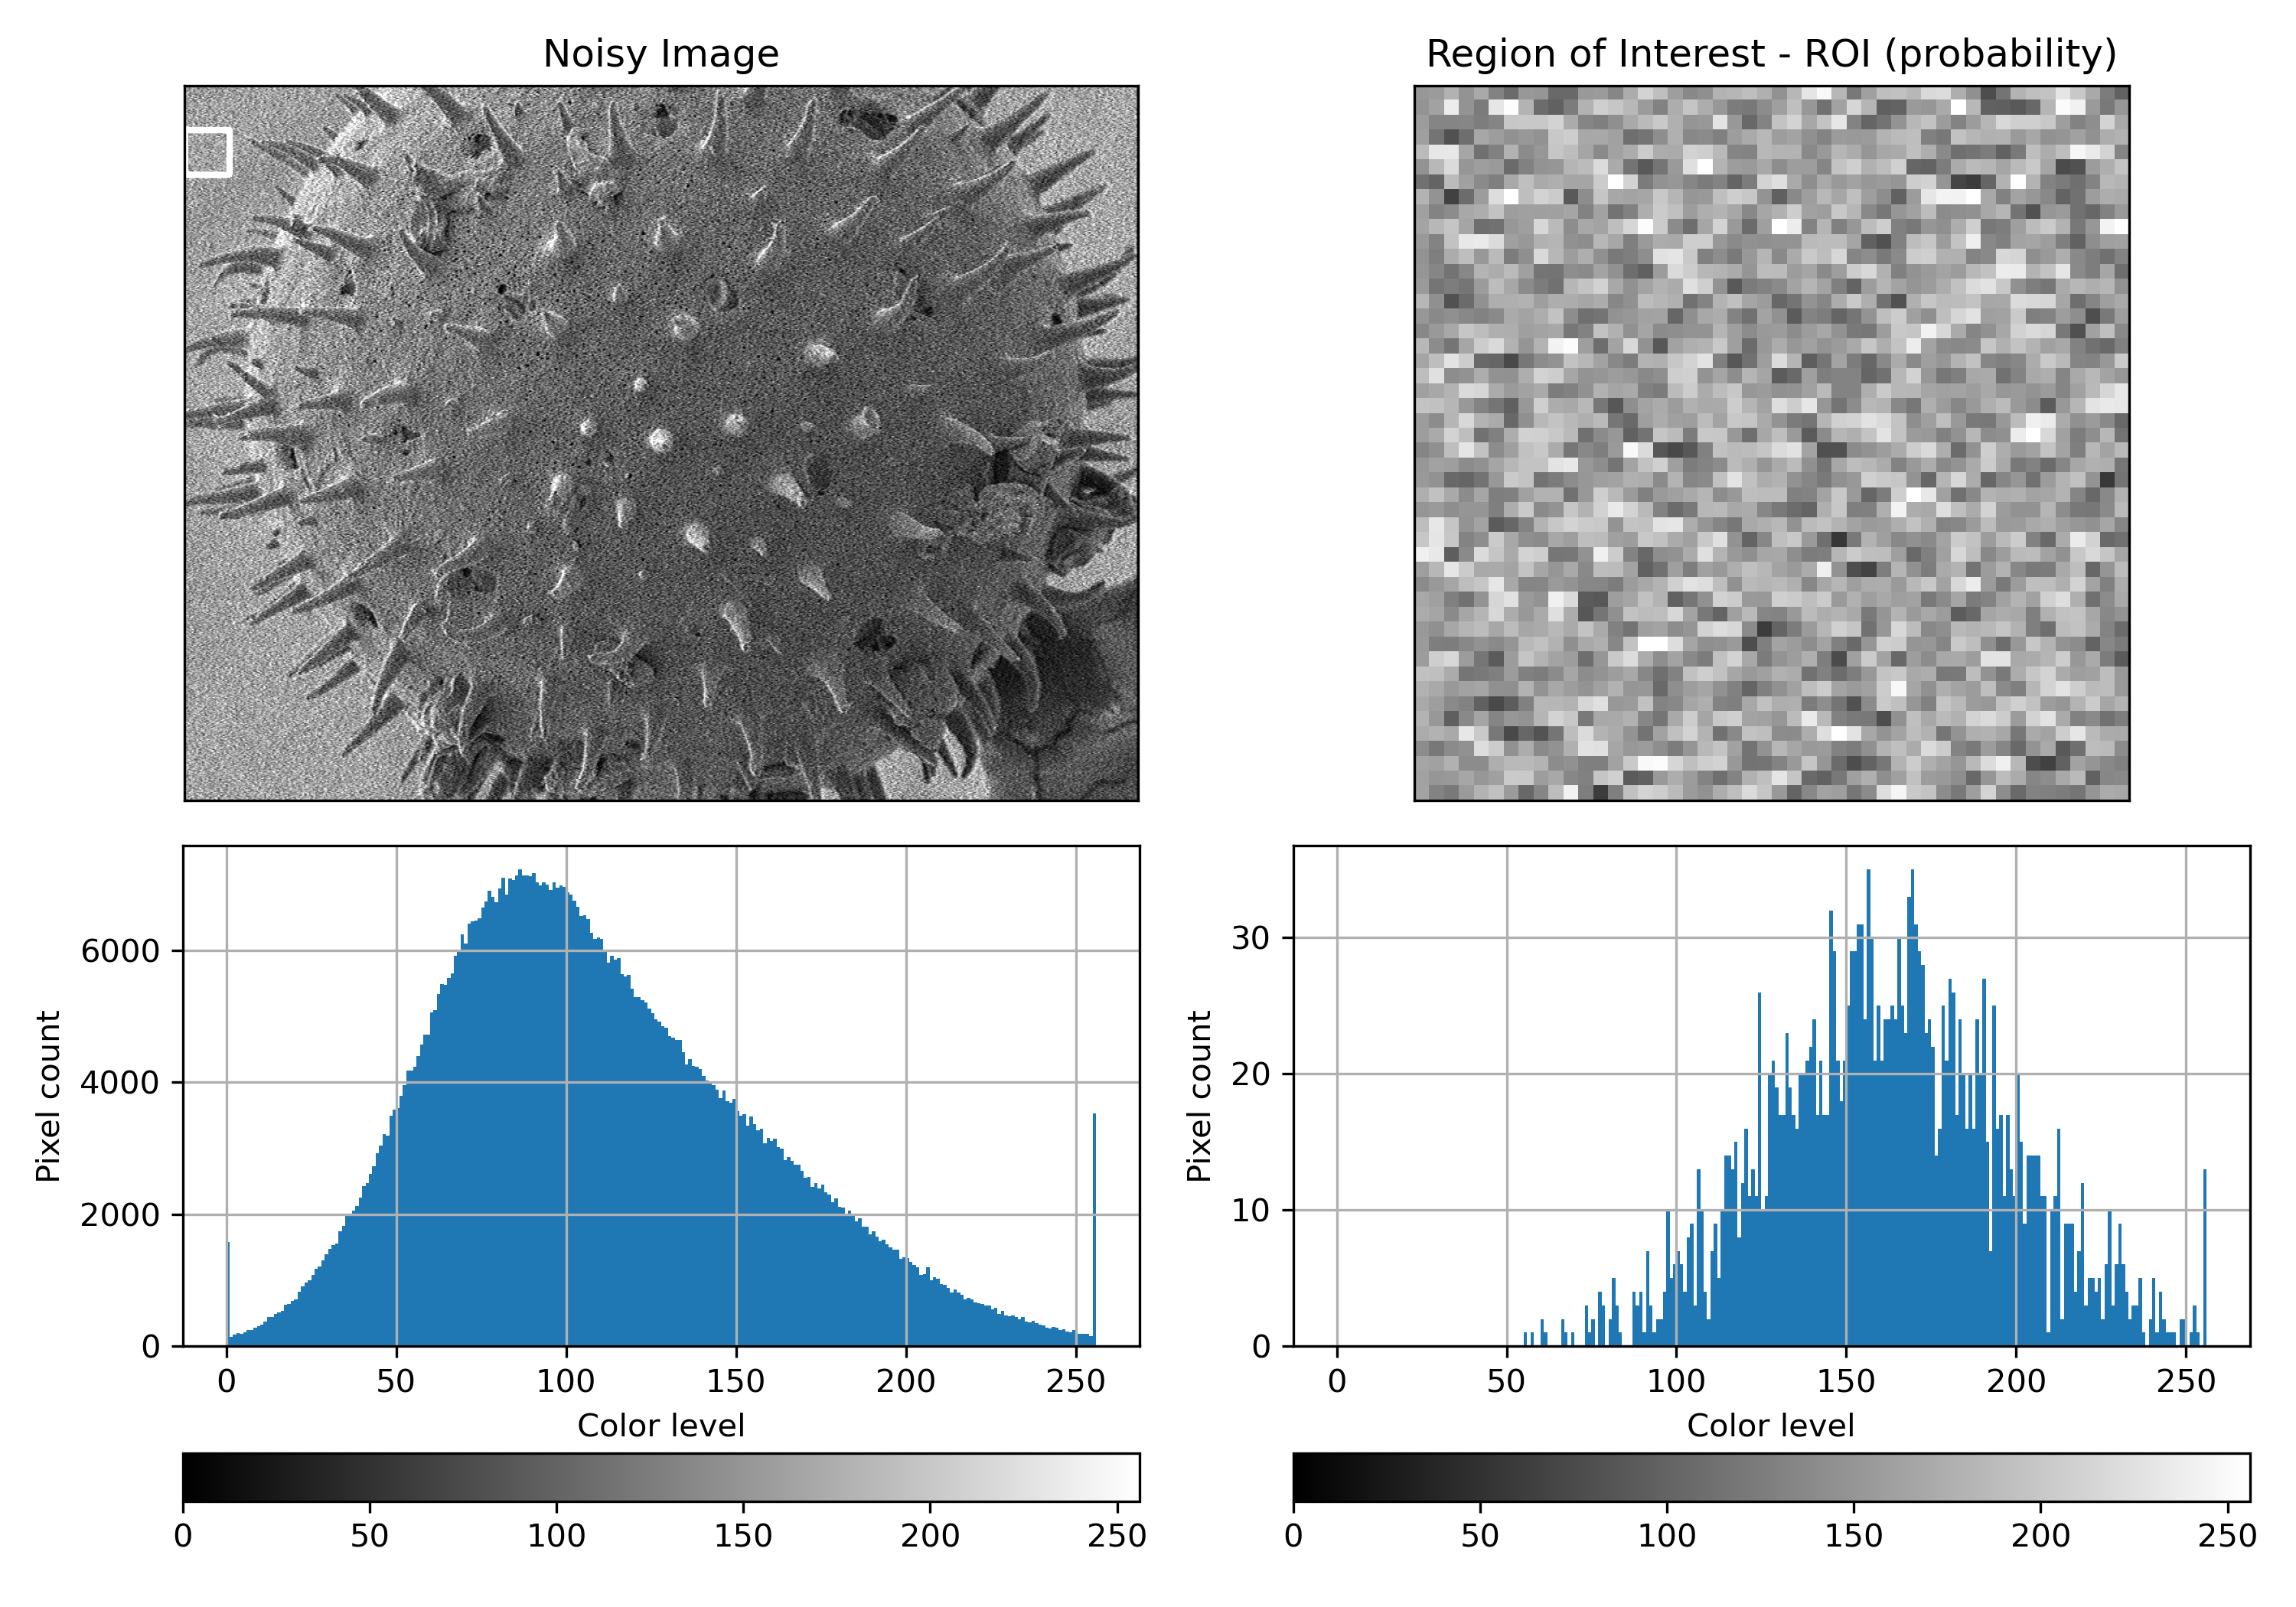 Noisy Image
Region of Interest - ROI (probability)
6000
4000
2000
0
Pixel count
0 50 100 150 200 250
Color level
0 50 100 150 200 250
30
20
10
0
Pixel count
0 50 100 150 200 250
Color level
0 50 100 150 200 250